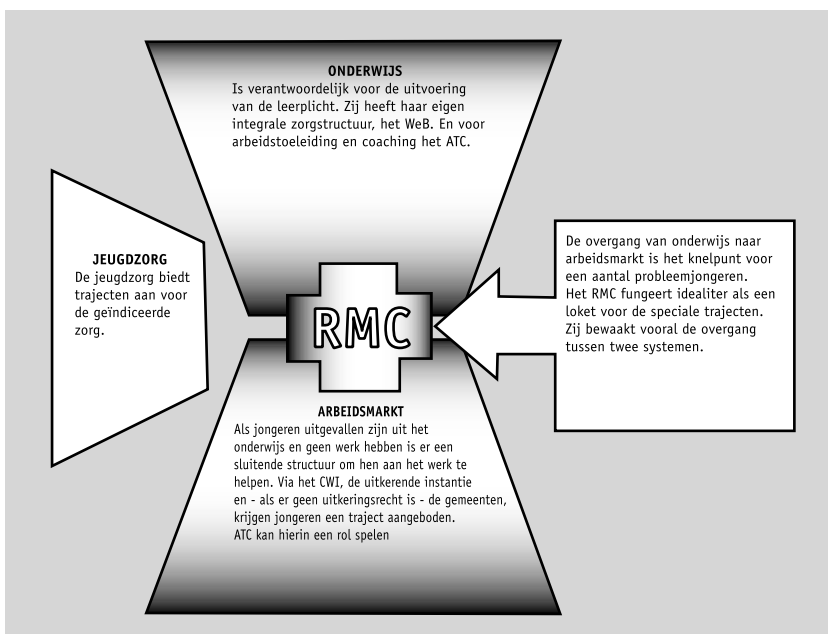 ONDERWIJS
Is verantwoordelijk voor de uitvoering
van de leerplicht. Zij heeft haar eigen
integrale zorgstructuur, het WeB. En voor
arbeidstoeleiding en coaching het ATC.
JEUGDZORG
De jeugdzorg biedt
trajecten aan voor
de geïndiceerde
zorg.
RMC
De overgang van onderwijs naar
arbeidsmarkt is het knelpunt voor
een aantal probleemjongeren.
Het RMC fungeert idealiter als een
loket voor de speciale trajecten.
Zij bewaakt vooral de overgang
tussen twee systemen.
ARBEIDSMARKT
Als jongeren uitgevallen zijn uit het
onderwijs en geen werk hebben is er een
sluitende structuur om hen aan het werk te
helpen. Via het CWI, de uitkerende instantie
en - als er geen uitkeringsrecht is - de gemeenten,
krijgen jongeren een traject aangeboden.
ATC kan hierin een rol spelen